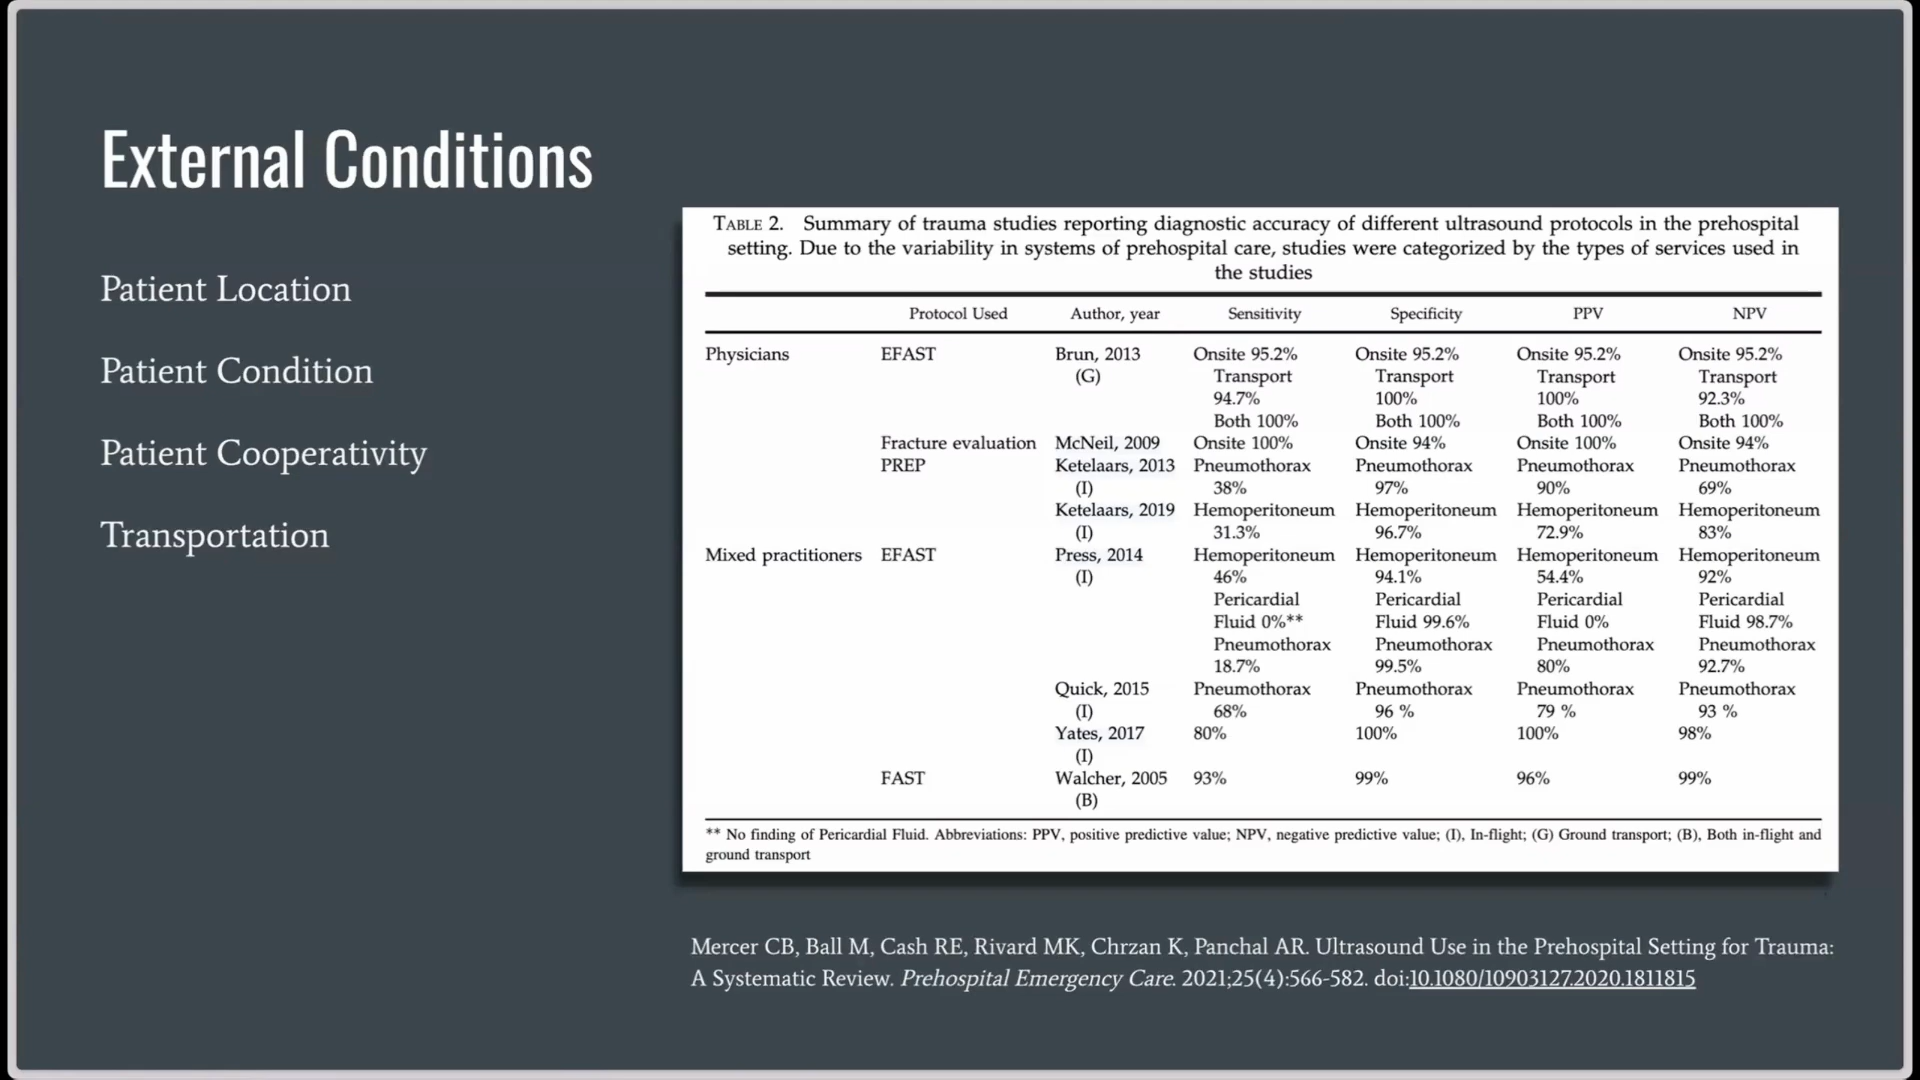 External Conditions
Patient Location
Patient Condition
Patient Cooperativity
Transportation
TABLE 2. Summary of trauma studies reporting diagnostic accuracy of different ultrasound protocols in the prehospital
setting. Due to the variability in systems of prehospital care, studies were categorized by the types of services used in
the studies
Protocol Used Author, year Sensitivity Specificity PPV NPV
Physicians EFAST Brun, 2013 Onsite 95.2% Onsite 95.2% Onsite 95.2% Onsite 95.2%
(G) Transport Transport Transport Transport
94.7% 100% 100% 92.3%
Both 100% Both 100% Both 100% Both 100%
Fracture evaluation McNeil, 2009 Onsite 100% Onsite 94% Onsite 100% Onsite 94%
PREP Ketelaars, 2013 Pneumothorax Pneumothorax Pneumothorax Pneumothorax
(I) 38% 97% 90% 69%
Ketelaars, 2019 Hemoperitoneum Hemoperitoneum Hemoperitoneum Hemoperitoneum
(I) 31.3% 96.7% 72.9% 83%
Mixed practitioners EFAST Press, 2014 Hemoperitoneum Hemoperitoneum Hemoperitoneum Hemoperitoneum
(I) 46% 94.1% 54.4% 92%
Pericardial Pericardial Pericardial Pericardial
Fluid 0%** Fluid 99.6% Fluid 0% Fluid 98.7%
Pneumothorax Pneumothorax Pneumothorax Pneumothorax
18.7% 99.5% 80% 92.7%
Quick, 2015 Pneumothorax Pneumothorax Pneumothorax Pneumothorax
(I) 68% 96 % 79 % 93 %
Yates, 2017 80% 100% 100% 98%
(I)
FAST Walcher, 2005 93% 99% 96% 99%
(B)
** No finding of Pericardial Fluid. Abbreviations: PPV, positive predictive value; NPV, negative predictive value; (I), In-flight; (G) Ground transport; (B), Both in-flight and
ground transport
Mercer CB, Ball M, Cash RE, Rivard MK, Chrzan K, Panchal AR. Ultrasound Use in the Prehospital Setting for Trauma:
A Systematic Review. Prehospital Emergency Care. 2021;25(4):566-582. doi:10.1080/10903127.2020.1811815